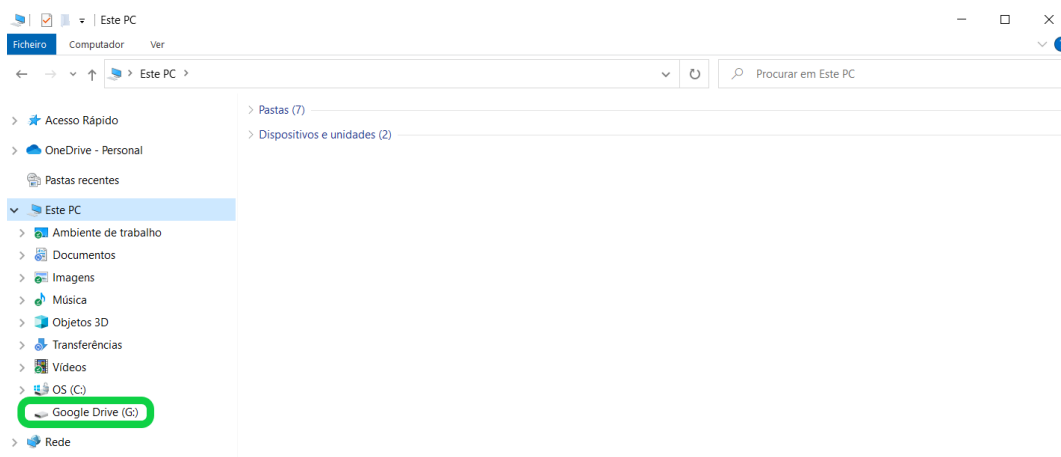 Este PC
Ficheiro Computador Ver
Este PC
Procurar em Este PC
Acesso Rápido
OneDrive - Personal
Pastas recentes
Este PC
Ambiente de trabalho
Documentos
Imagens
Música
Objetos 3D
Transferências
Vídeos
OS (C:)
Google Drive (G:)
Rede
Pastas (7)
Dispositivos e unidades (2)